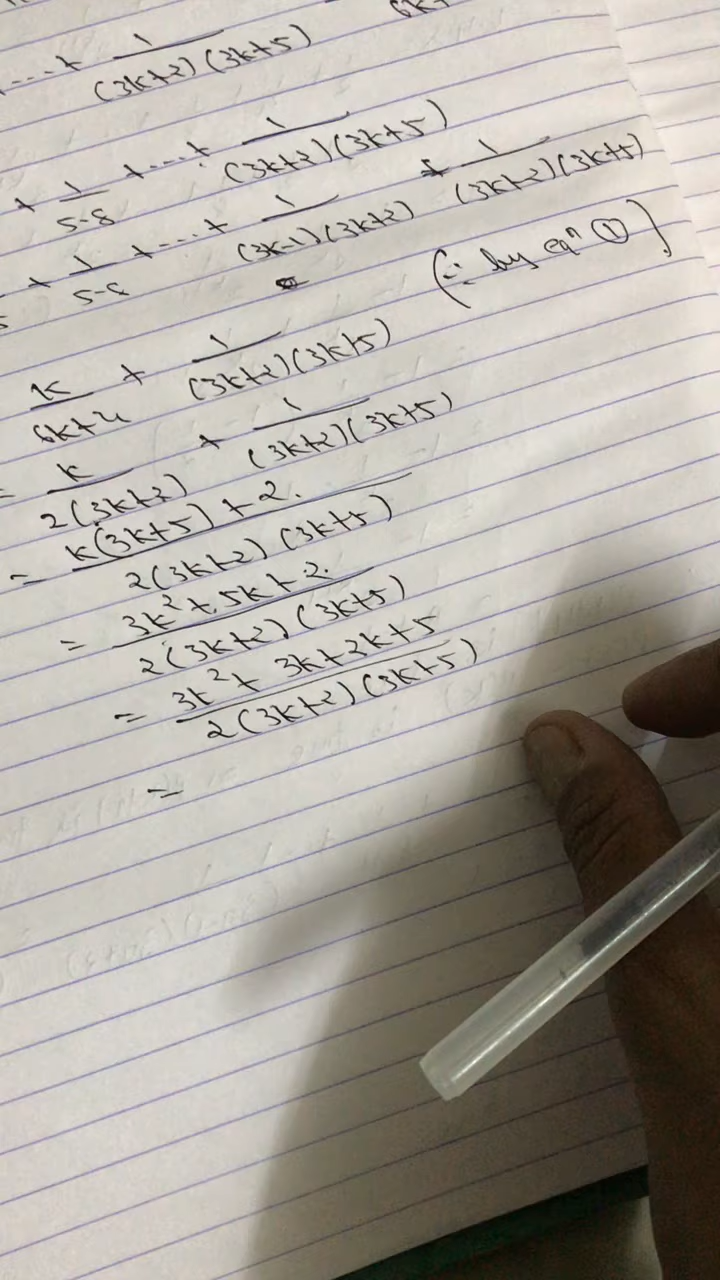 ....+ 1/(3k+2)(3k+5)
+ 1/5-8 +....+ 1/(3k+2)(3k+5)
+ 1/5-8 +....+ 1/(3k-1)(3k+2) + 1/(3k+2)(3k+5)
(∵ by eqⁿ ①)
k/6k+4 + 1/(3k+2)(3k+5)
= k/2(3k+2) + 1/(3k+2)(3k+5)
= k(3k+5)+2./2(3k+2)(3k+5)
= 3k²+5k+2./2(3k+2)(3k+5)
= 3k²+3k+2k+5/2(3k+2)(3k+5)
=